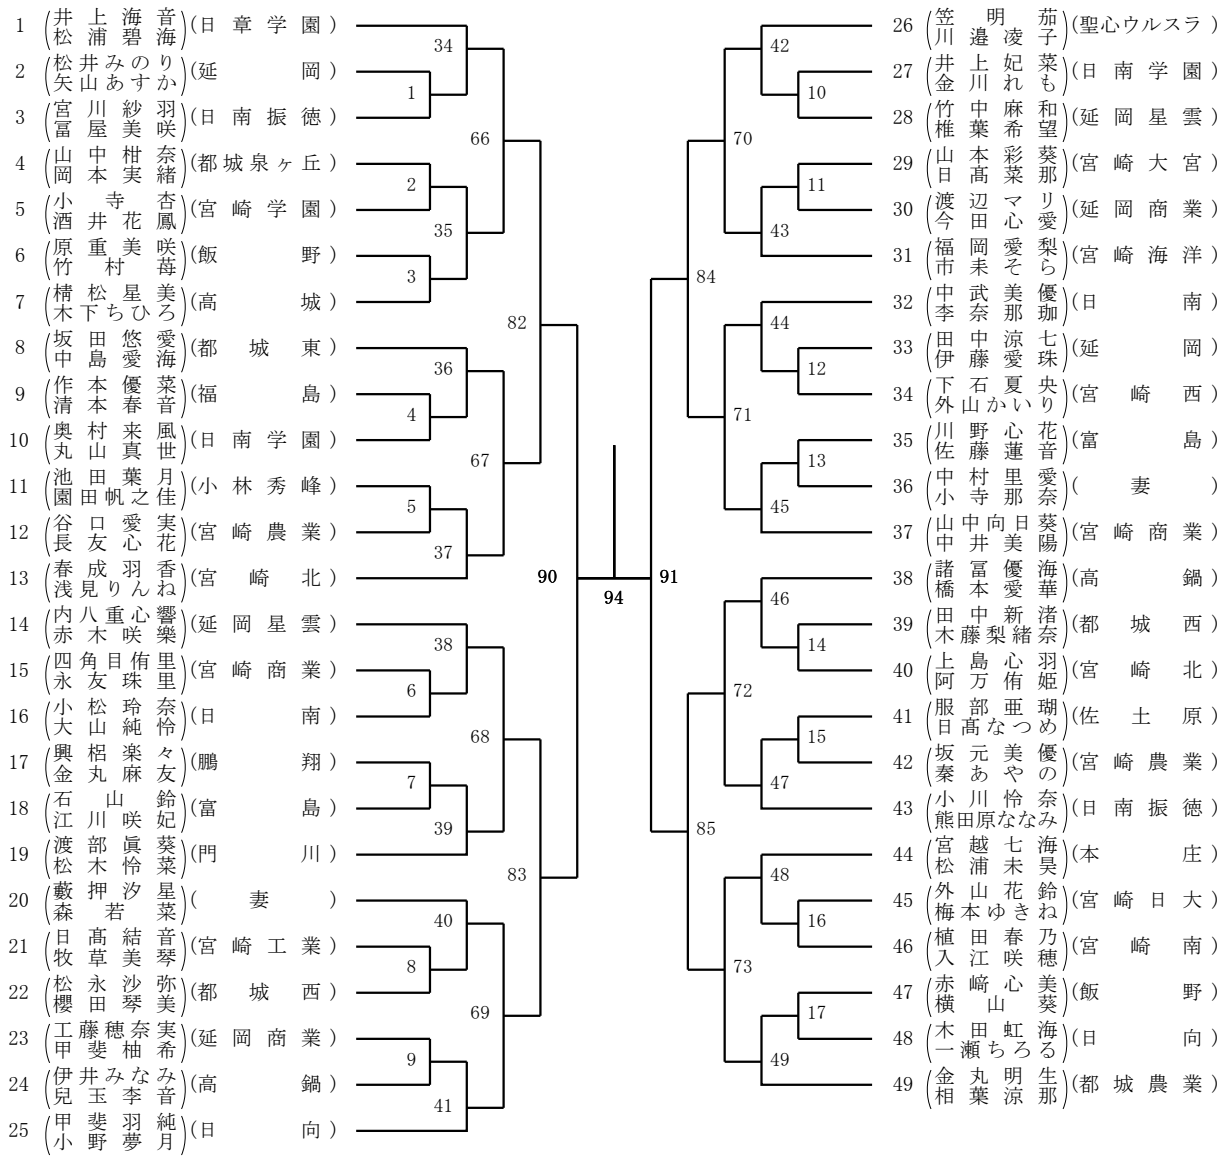 1 (井上海音 松浦碧海) (日章学園)
2 (松井みのり 矢山あすか) (延岡)
3 (宮川紗羽 冨屋美咲) (日南振徳)
4 (山中柑奈 岡本実緒) (都城泉ヶ丘)
5 (小寺杏 酒井花鳳) (宮崎学園)
6 (原重美咲 竹村苺) (飯野)
7 (樽松星美 木下ちひろ) (高城)
8 (坂田悠愛 中島愛海) (都城東)
9 (作本優菜 清本春音) (福島)
10 (奥村来風 丸山真世) (日南学園)
11 (池田葉月 園田帆之佳) (小林秀峰)
12 (谷口愛実 長友心花) (宮崎農業)
13 (春成羽香 浅見りんね) (宮崎北)
14 (内八重心響 赤木咲樂) (延岡星雲)
15 (四角目侑里 永友珠里) (宮崎商業)
16 (小松玲奈 大山純怜) (日南)
17 (興梠楽々 金丸麻友) (鵬翔)
18 (石山鈴 江川咲妃) (富島)
19 (渡部眞葵 松木怜菜) (門川)
20 (藪押汐星 森若菜) (妻)
21 (日髙結音 牧草美琴) (宮崎工業)
22 (松永沙弥 櫻田琴美) (都城西)
23 (工藤穂奈実 甲斐柚希) (延岡商業)
24 (伊井みなみ 兒玉李音) (高鍋)
25 (甲斐羽純 小野夢月) (日向)
34
1
66
2
35
3
82
36
4
67
5
37
90
38
6
68
7
39
83
40
8
69
9
41
94
91
42
10
70
11
43
84
44
12
71
13
45
46
14
72
15
47
85
48
16
73
17
49
26 (笠明茄 川邉凌子) (聖心ウルスラ)
27 (井上妃菜 金川れも) (日南学園)
28 (竹中麻和 椎葉希望) (延岡星雲)
29 (山本彩葵 日髙菜那) (宮崎大宮)
30 (渡辺マリ 今田心愛) (延岡商業)
31 (福岡愛梨 市耒そら) (宮崎海洋)
32 (中武美優 李奈那珈) (日南)
33 (田中涼七 伊藤愛珠) (延岡)
34 (下石夏央 外山かいり) (宮崎西)
35 (川野心花 佐藤蓮音) (富島)
36 (中村里愛 小寺那奈) (妻)
37 (山中向日葵 中井美陽) (宮崎商業)
38 (諸冨優海 橋本愛華) (高鍋)
39 (田中新渚 木藤梨緒奈) (都城西)
40 (上島心羽 阿万侑姫) (宮崎北)
41 (服部亜瑚 日髙なつめ) (佐土原)
42 (坂元美優 秦あやの) (宮崎農業)
43 (小川怜奈 熊田原ななみ) (日南振徳)
44 (宮越七海 松浦未昊) (本庄)
45 (外山花鈴 梅本ゆきね) (宮崎日大)
46 (植田春乃 入江咲穂) (宮崎南)
47 (赤﨑心美 横山葵) (飯野)
48 (木田虹海 一瀬ちろる) (日向)
49 (金丸明生 相葉涼那) (都城農業)